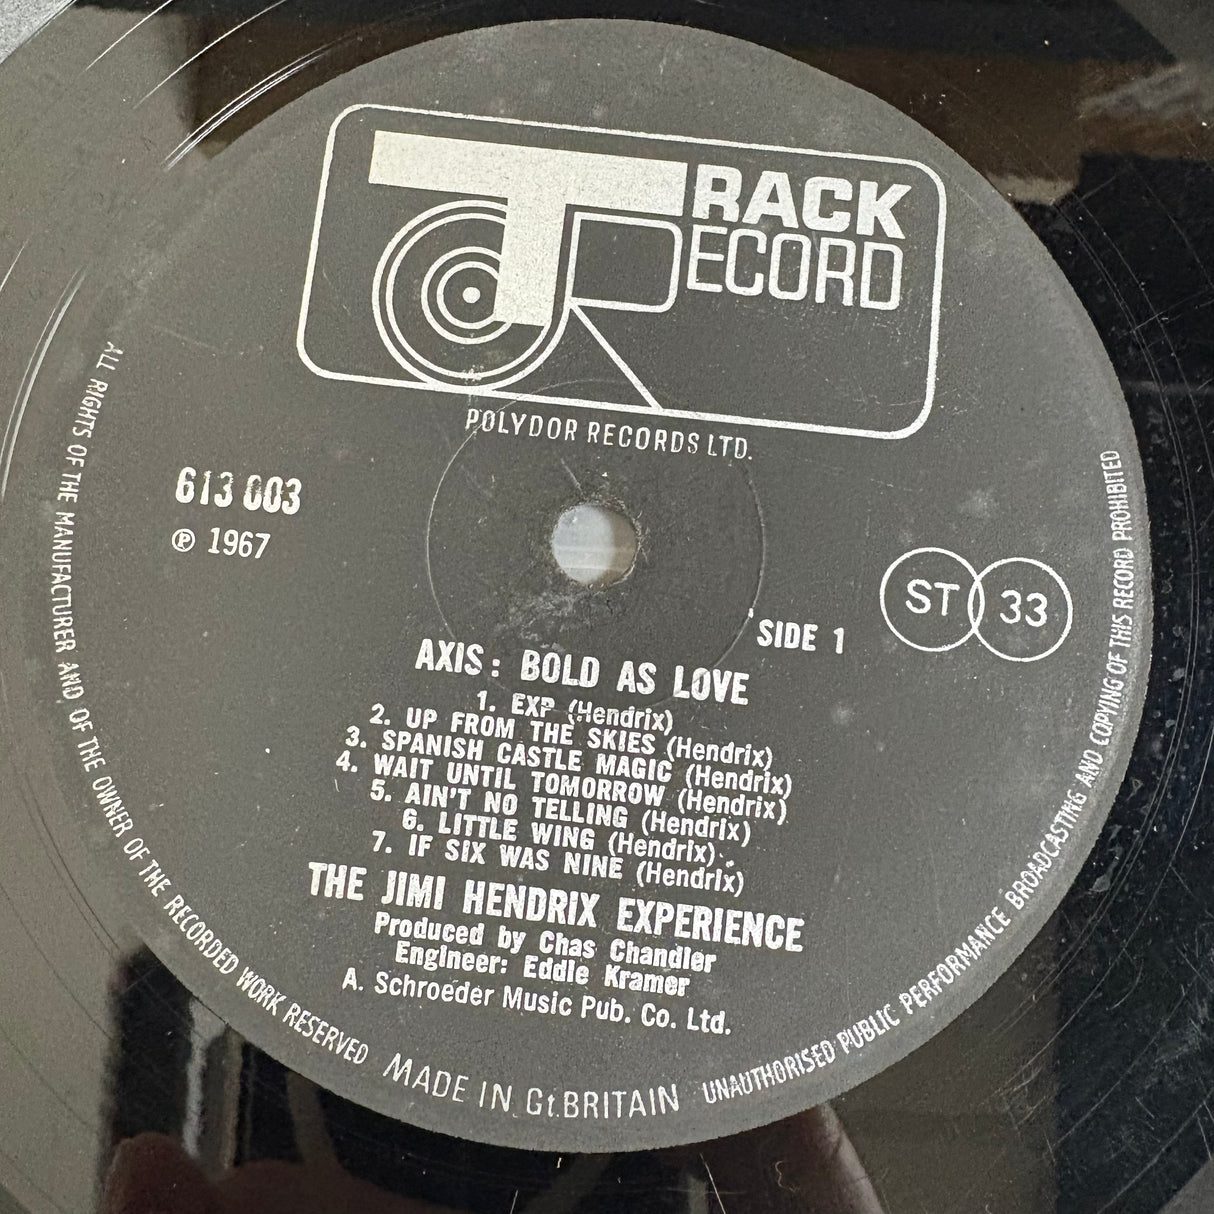 TRACK
RECORD
POLYDOR RECORDS LTD.
613 003
℗ 1967
ST 33
SIDE 1
AXIS: BOLD AS LOVE
1. EXP (Hendrix)
2. UP FROM THE SKIES (Hendrix)
3. SPANISH CASTLE MAGIC (Hendrix)
4. WAIT UNTIL TOMORROW (Hendrix)
5. AIN'T NO TELLING (Hendrix)
6. LITTLE WING (Hendrix)
7. IF SIX WAS NINE (Hendrix)
THE JIMI HENDRIX EXPERIENCE
Produced by Chas Chandler
Engineer: Eddie Kramer
A. Schroeder Music Pub. Co. Ltd.
ALL RIGHTS OF THE MANUFACTURER AND OF THE OWNER OF THE RECORDED WORK RESERVED
MADE IN Gt.BRITAIN
UNAUTHORISED PUBLIC PERFORMANCE BROADCASTING AND COPYING OF THIS RECORD PROHIBITED